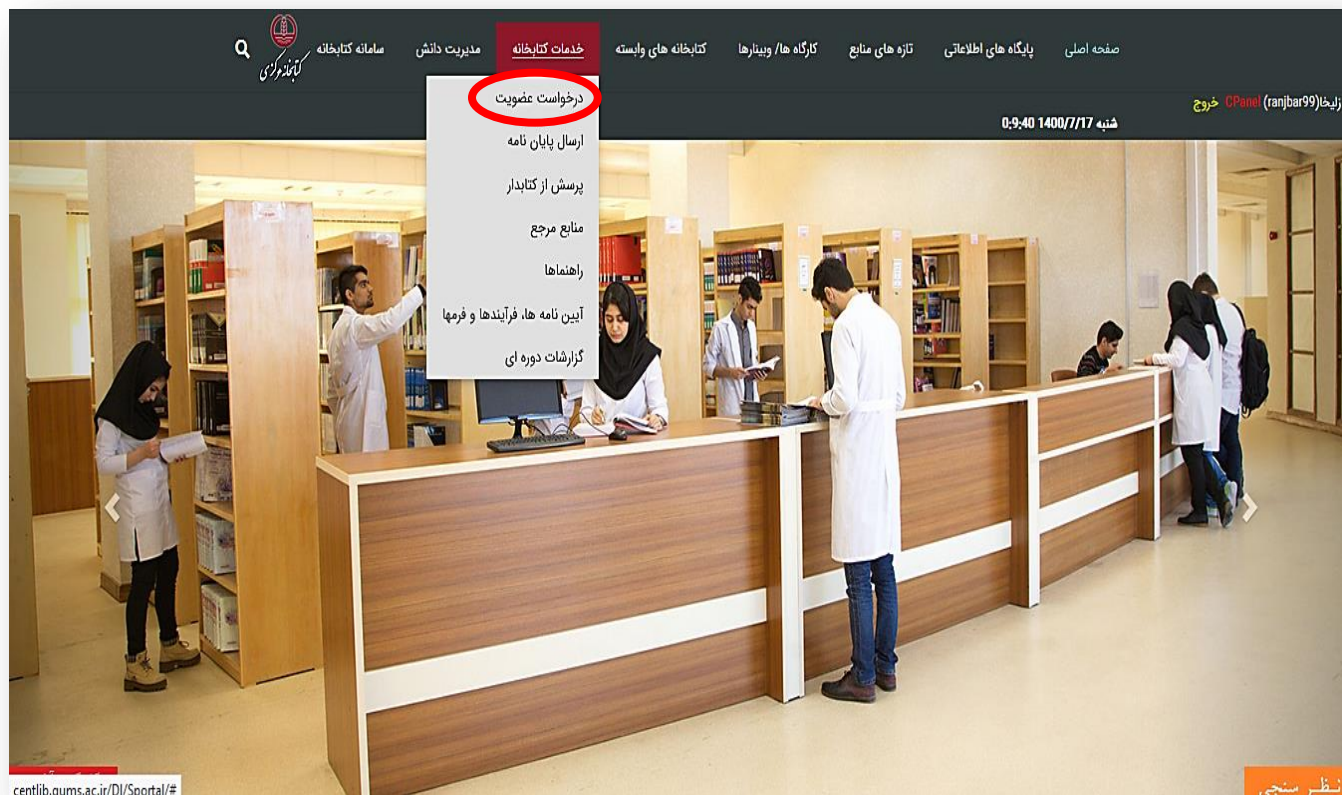 صفحه اصلی پایگاه های اطلاعاتی تازه های منابع کارگاه ها/ وبینارها کتابخانه های وابسته خدمات کتابخانه مدیریت دانش سامانه کتابخانه
کتابخانه مرکزی
زلیخا(ranjbar99) CPanel خروج
شنبه 1400/7/17 0:9:40
درخواست عضویت
ارسال پایان نامه
پرسش از کتابدار
منابع مرجع
راهنماها
آیین نامه ها، فرآیندها و فرمها
گزارشات دوره ای
نظر سنجی
centlib.gums.ac.ir/DL/Sportal/#